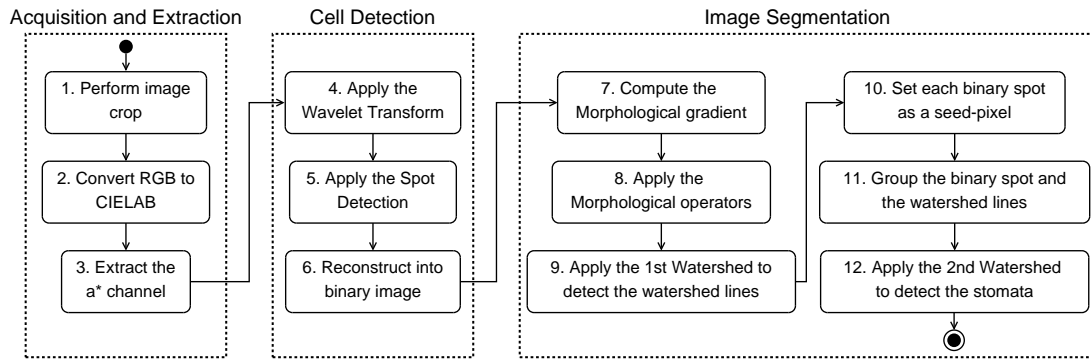 Acquisition and Extraction
1. Perform image
crop
2. Convert RGB to
CIELAB
3. Extract the
a* channel
Cell Detection
4. Apply the
Wavelet Transform
5. Apply the Spot
Detection
6. Reconstruct into
binary image
Image Segmentation
7. Compute the
Morphological gradient
8. Apply the
Morphological operators
9. Apply the 1st Watershed to
detect the watershed lines
10. Set each binary spot
as a seed-pixel
11. Group the binary spot and
the watershed lines
12. Apply the 2nd Watershed
to detect the stomata